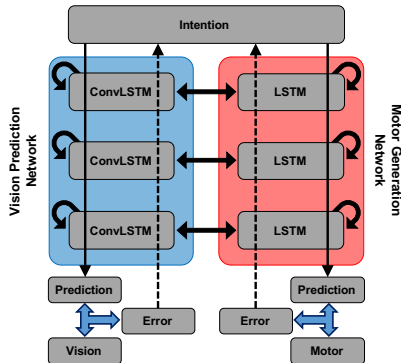 Intention
Vision Prediction
Network
ConvLSTM
LSTM
ConvLSTM
LSTM
ConvLSTM
LSTM
Motor Generation
Network
Prediction
Prediction
Error
Error
Vision
Motor